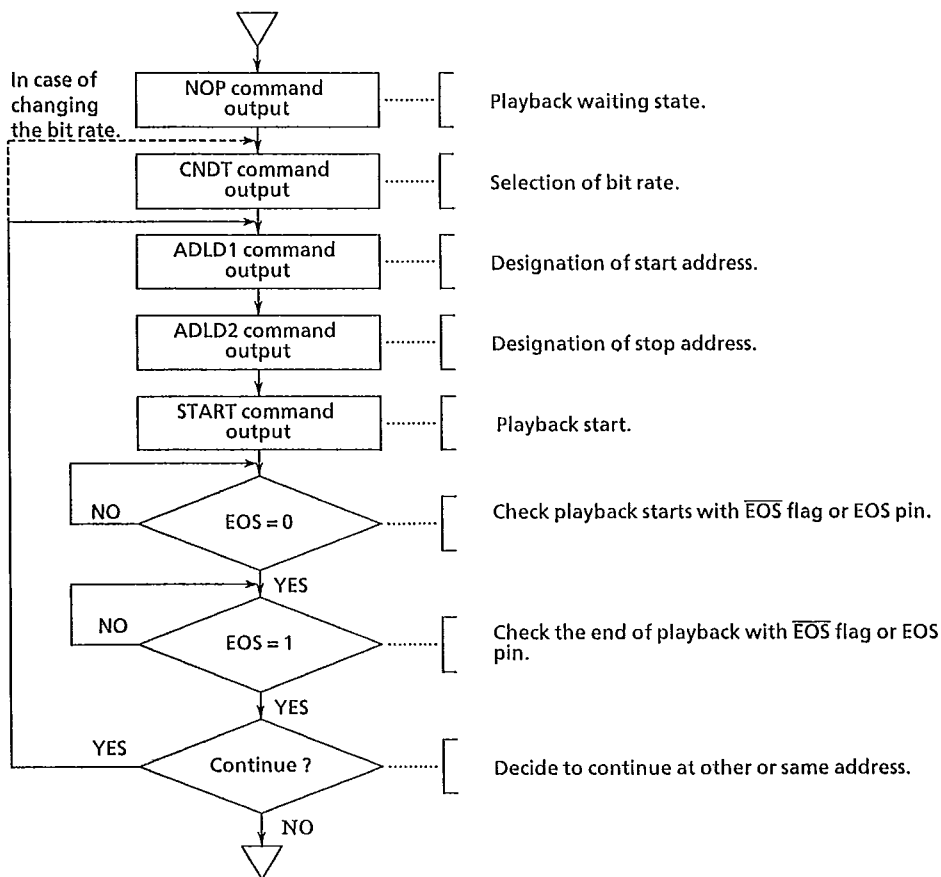 In case of
changing
the bit rate.
NOP command
output
Playback waiting state.
CNDT command
output
Selection of bit rate.
ADLD1 command
output
Designation of start address.
ADLD2 command
output
Designation of stop address.
START command
output
Playback start.
NO
EOS = 0
Check playback starts with E̅O̅S̅ flag or EOS pin.
YES
NO
EOS = 1
Check the end of playback with E̅O̅S̅ flag or EOS
pin.
YES
YES
Continue ?
Decide to continue at other or same address.
NO